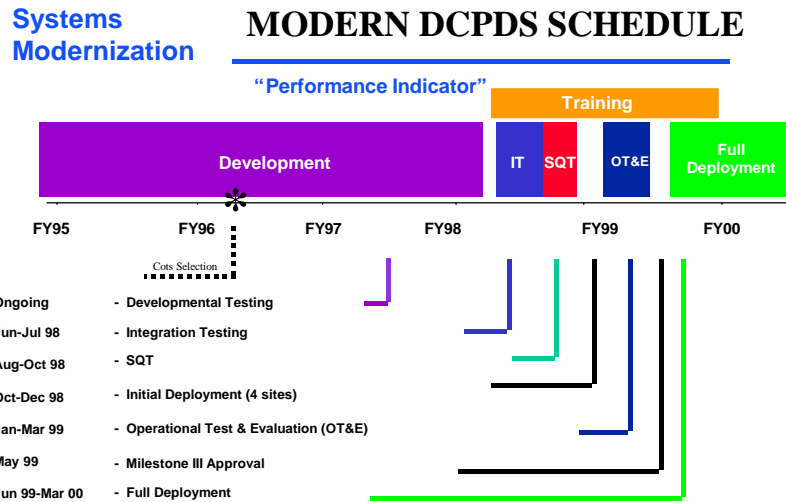 Systems
Modernization
MODERN DCPDS SCHEDULE
“Performance Indicator”
Training
Development
IT
SQT
OT&E
Full
Deployment
*
FY95 FY96 FY97 FY98 FY99 FY00
Cots Selection
Ongoing - Developmental Testing
Jun-Jul 98 - Integration Testing
Aug-Oct 98 - SQT
Oct-Dec 98 - Initial Deployment (4 sites)
Jan-Mar 99 - Operational Test & Evaluation (OT&E)
May 99 - Milestone III Approval
Jun 99-Mar 00 - Full Deployment